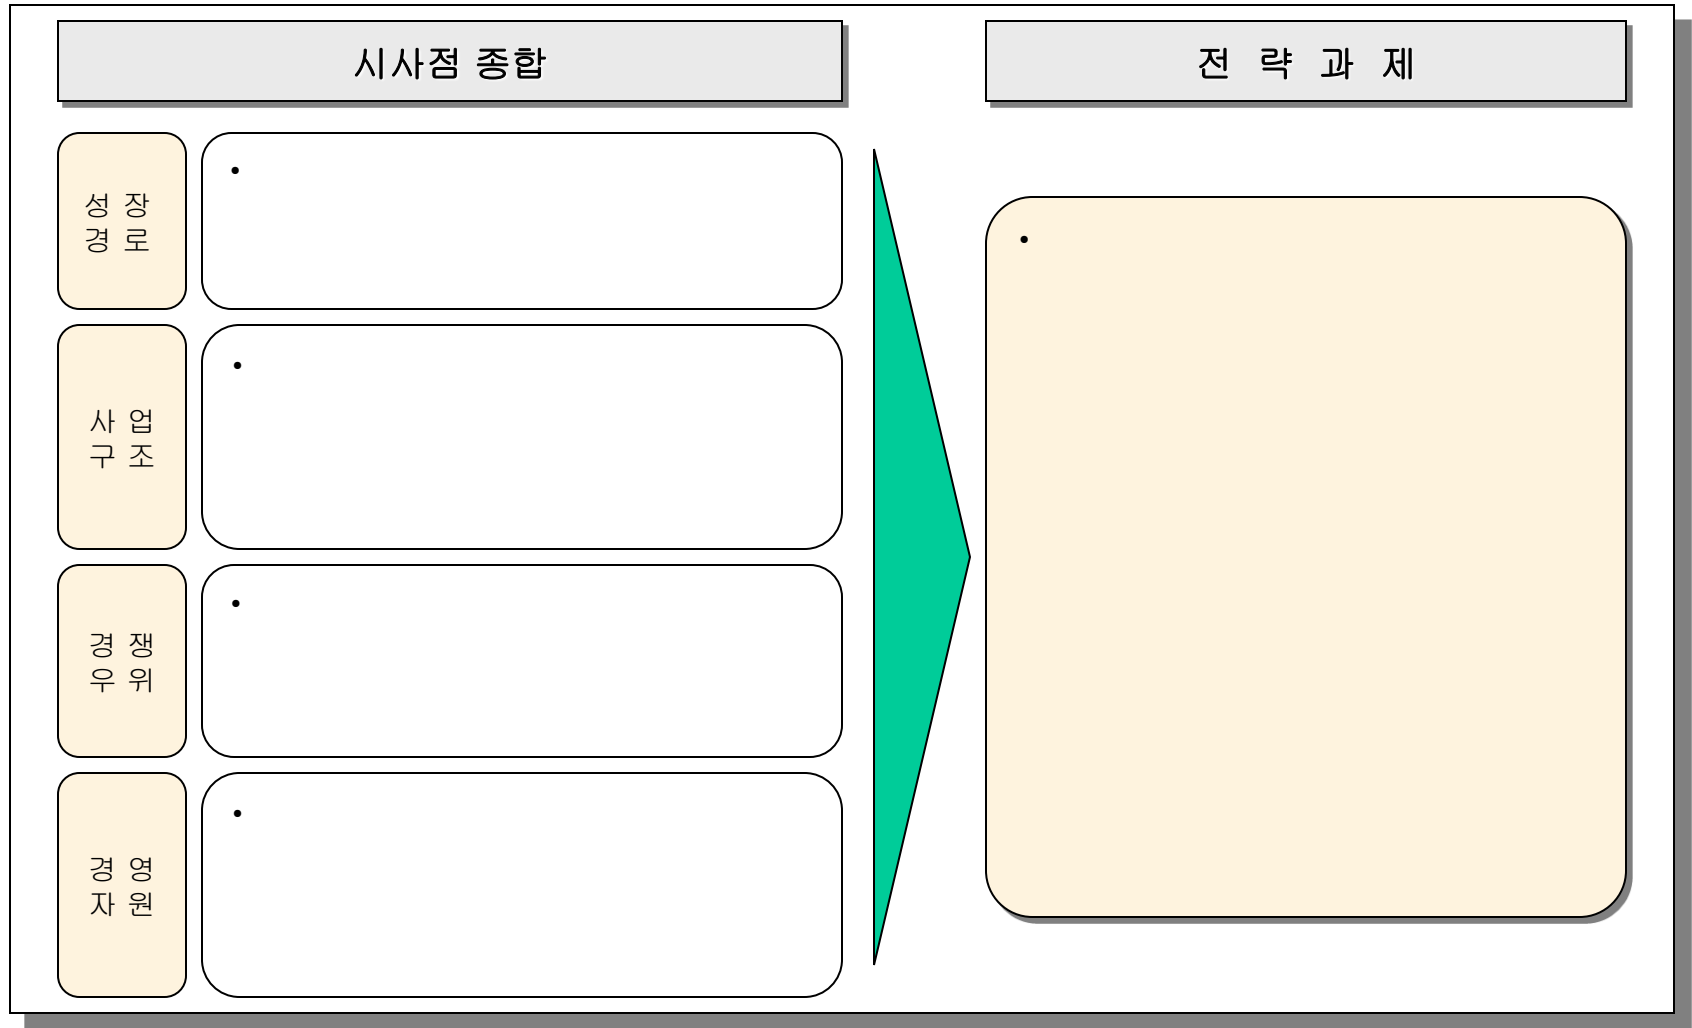 시사점 종합
전 략 과 제
성 장
경 로
•
사 업
구 조
•
경 쟁
우 위
•
경 영
자 원
•
•